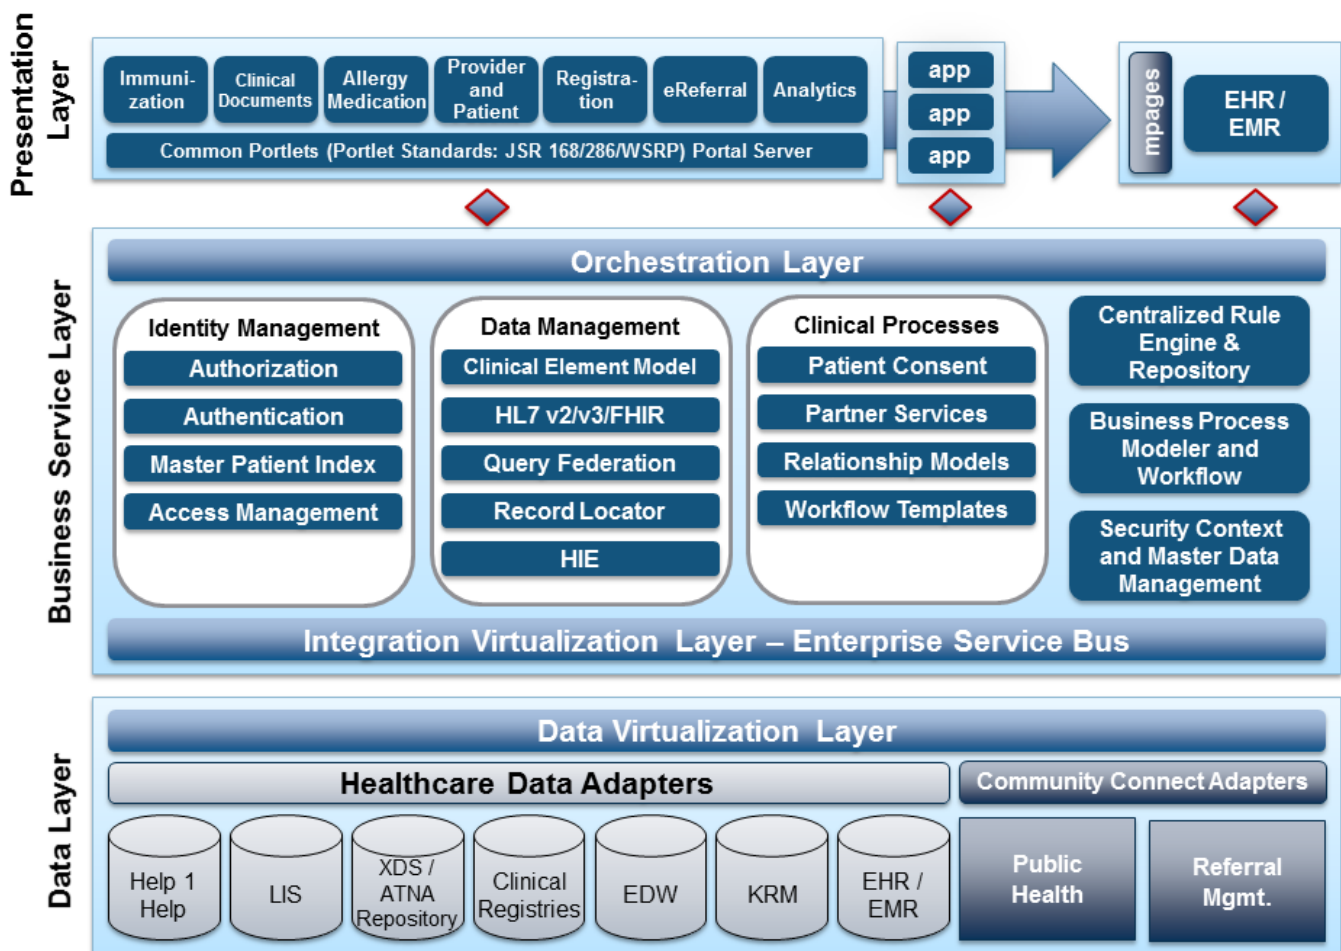 Presentation
Layer
Immuni-
zation
Clinical
Documents
Allergy
Medication
Provider
and
Patient
Registra-
tion
eReferral
Analytics
Common Portlets (Portlet Standards: JSR 168/286/WSRP) Portal Server
app
app
app
mpages
EHR /
EMR
Business Service Layer
Orchestration Layer
Identity Management
Authorization
Authentication
Master Patient Index
Access Management
Data Management
Clinical Element Model
HL7 v2/v3/FHIR
Query Federation
Record Locator
HIE
Clinical Processes
Patient Consent
Partner Services
Relationship Models
Workflow Templates
Centralized Rule
Engine &
Repository
Business Process
Modeler and
Workflow
Security Context
and Master Data
Management
Integration Virtualization Layer – Enterprise Service Bus
Data Layer
Data Virtualization Layer
Healthcare Data Adapters
Community Connect Adapters
Help 1
Help
LIS
XDS /
ATNA
Repository
Clinical
Registries
EDW
KRM
EHR /
EMR
Public
Health
Referral
Mgmt.